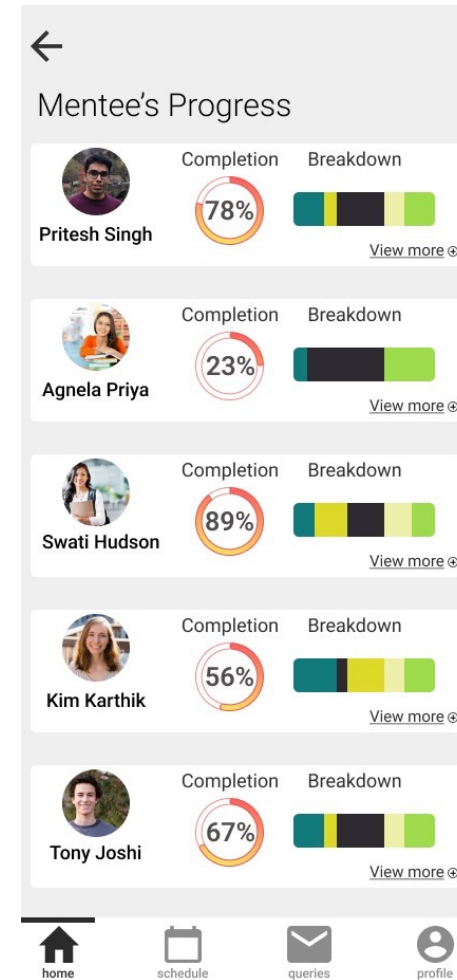 Mentee’s Progress
Completion Breakdown
78%
Pritesh Singh
View more
Completion Breakdown
23%
Agnela Priya
View more
Completion Breakdown
89%
Swati Hudson
View more
Completion Breakdown
56%
Kim Karthik
View more
Completion Breakdown
67%
Tony Joshi
View more
home schedule queries profile